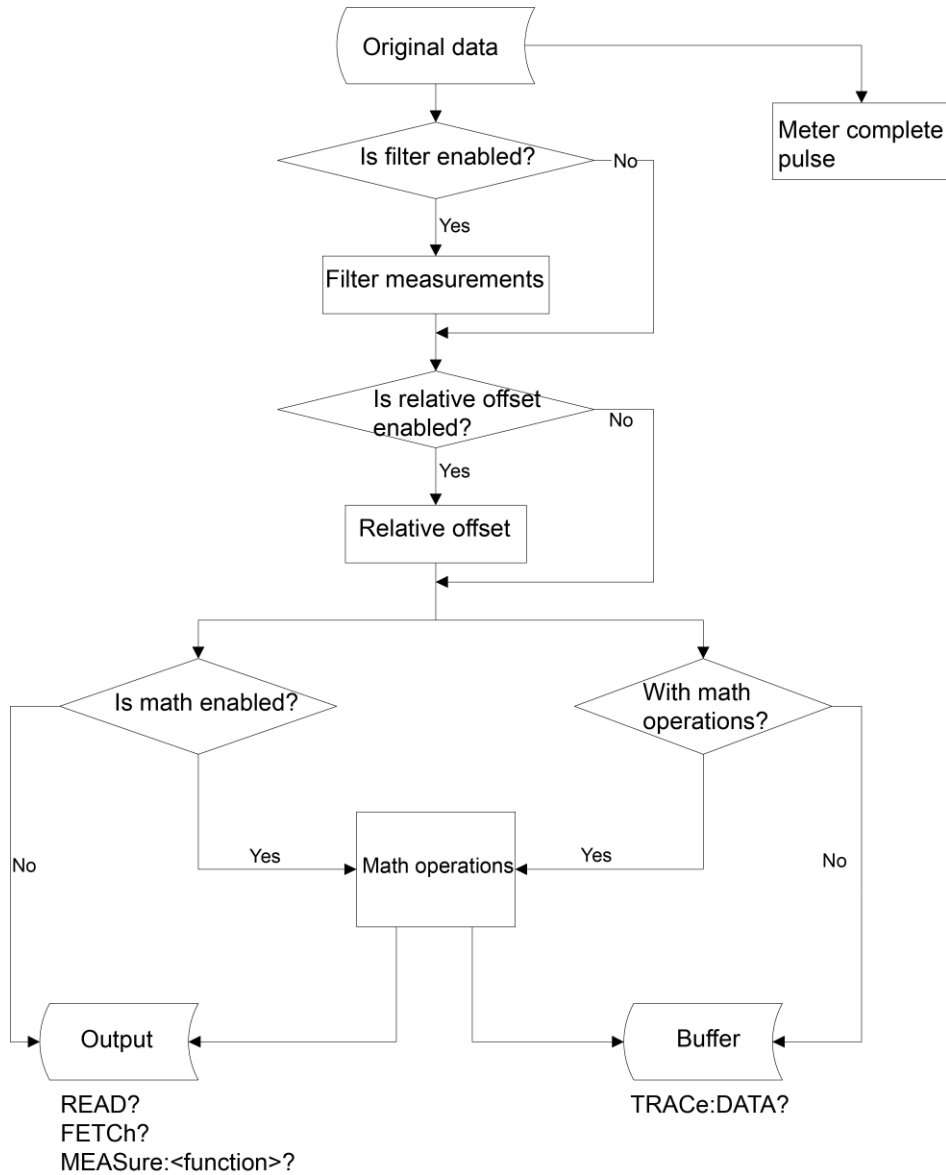 Original data
Meter complete
pulse
Is filter enabled?
No
Yes
Filter measurements
Is relative offset
enabled?
No
Yes
Relative offset
Is math enabled?
With math
operations?
No
Yes
Math operations
Yes
No
Output
Buffer
READ?
FETCh?
MEASure:<function>?
TRACe:DATA?